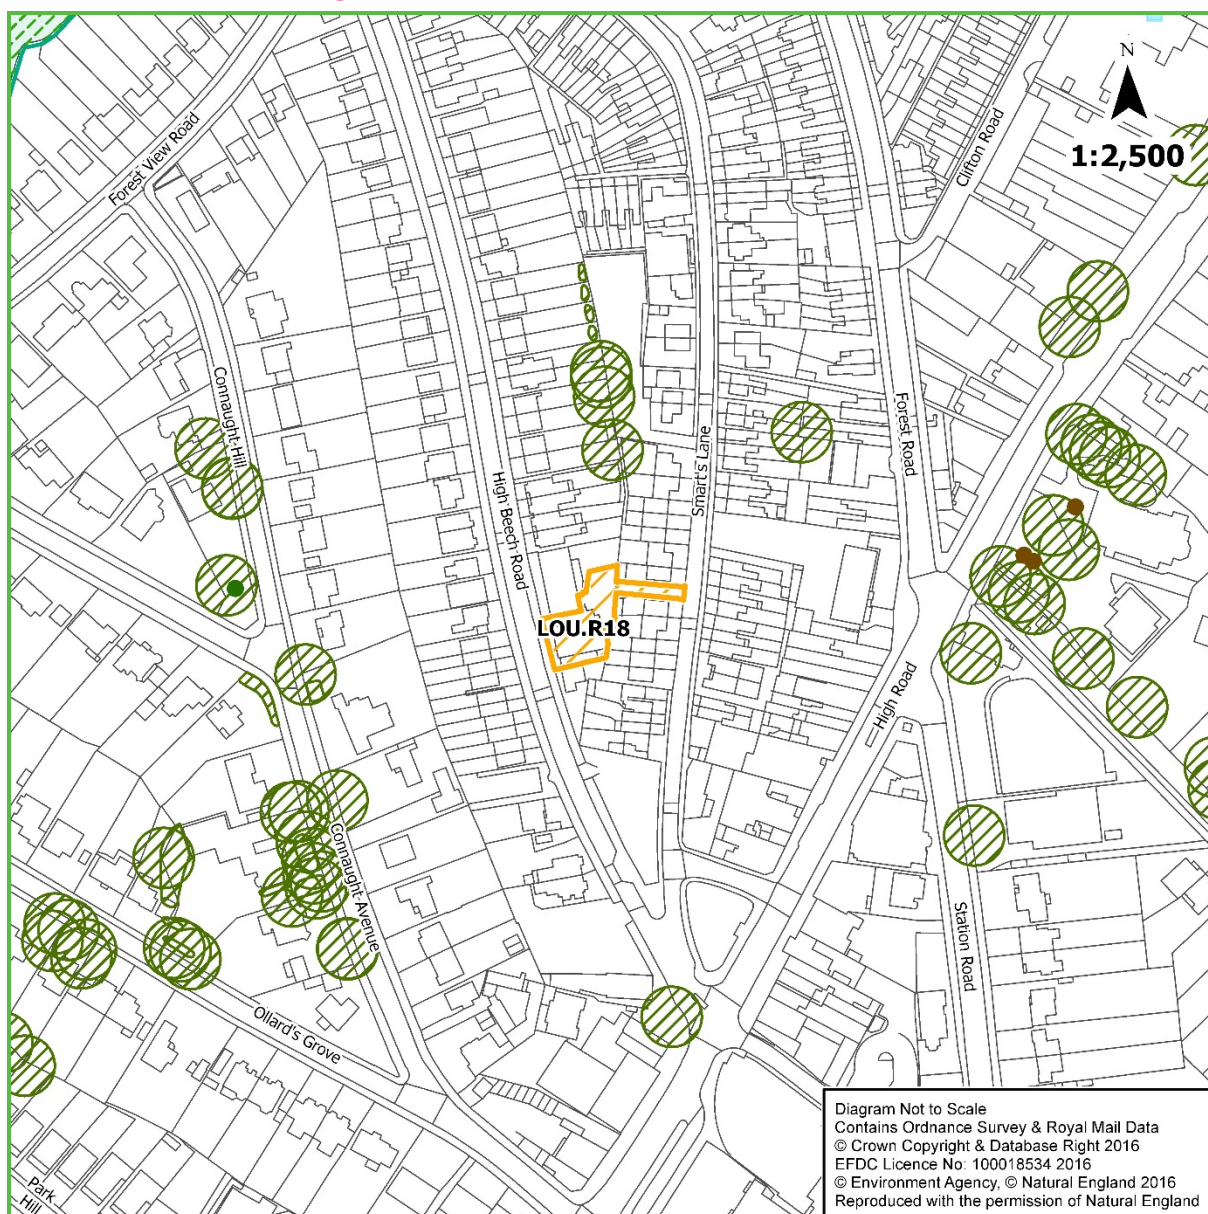 N
1:2,500
Forest View Road
Clifton Road
Connaught Hill
High Beech Road
Smart's Lane
Forest Road
LOU.R18
High Road
Connaught Avenue
Station Road
Ollard's Grove
Park
Hill
Diagram Not to Scale
Contains Ordnance Survey & Royal Mail Data
© Crown Copyright & Database Right 2016
EFDC Licence No: 100018534 2016
© Environment Agency, © Natural England 2016
Reproduced with the permission of Natural England